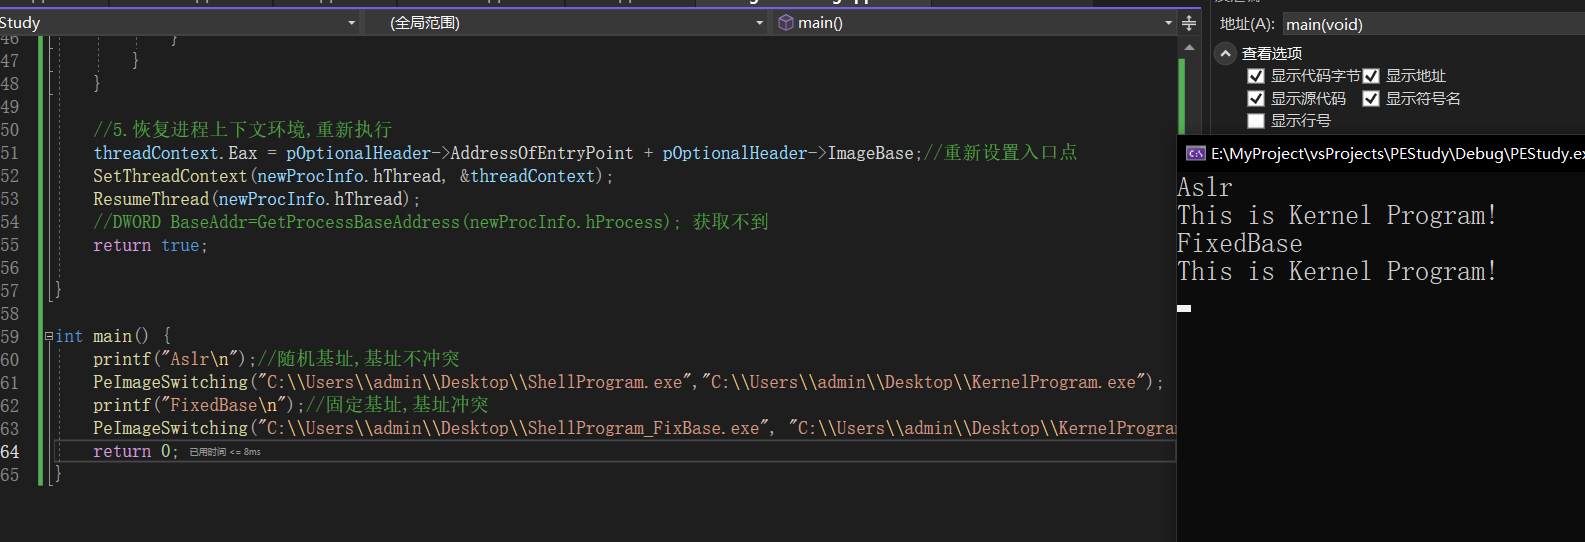 Study
(全局范围)
main()
地址(A):
main(void)
查看选项
显示代码字节
显示地址
显示源代码
显示符号名
显示行号
46 }
47 }
48 }
49
50 //5.恢复进程上下文环境,重新执行
51 threadContext.Eax = pOptionalHeader->AddressOfEntryPoint + pOptionalHeader->ImageBase;//重新设置入口点
52 SetThreadContext(newProcInfo.hThread, &threadContext);
53 ResumeThread(newProcInfo.hThread);
54 //DWORD BaseAddr=GetProcessBaseAddress(newProcInfo.hProcess); 获取不到
55 return true;
56
57 }
58
59 int main() {
60 printf("Aslr\n");//随机基址,基址不冲突
61 PeImageSwitching("C:\\Users\\admin\\Desktop\\ShellProgram.exe","C:\\Users\\admin\\Desktop\\KernelProgram.exe");
62 printf("FixedBase\n");//固定基址,基址冲突
63 PeImageSwitching("C:\\Users\\admin\\Desktop\\ShellProgram_FixBase.exe", "C:\\Users\\admin\\Desktop\\KernelProgra
64 return 0; 已用时间 <= 8ms
65 }
E:\MyProject\vsProjects\PEStudy\Debug\PEStudy.ex
Aslr
This is Kernel Program!
FixedBase
This is Kernel Program!